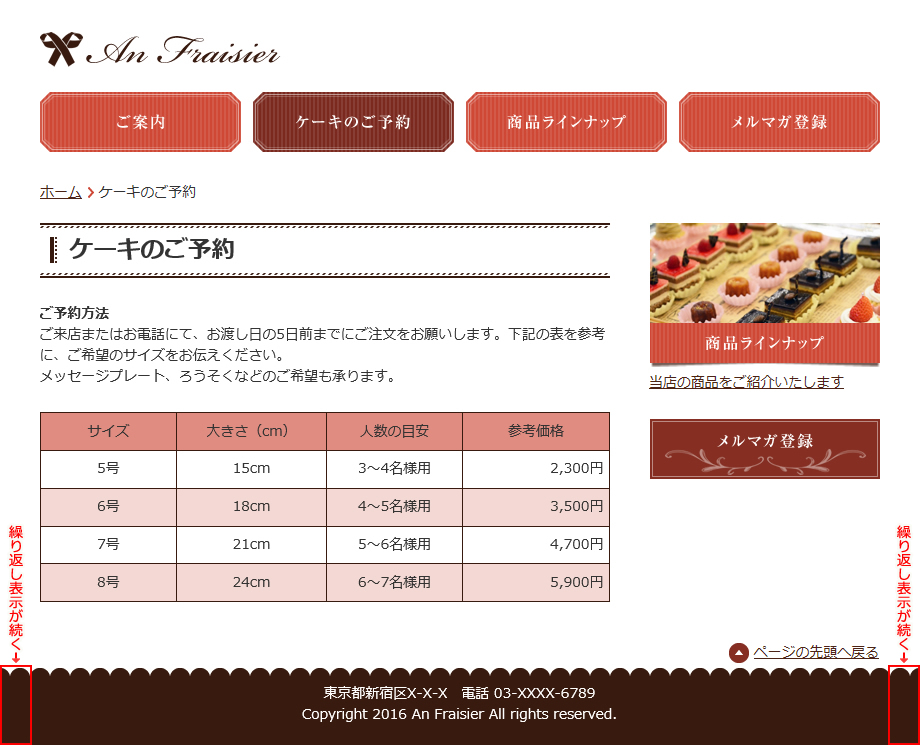 An Fraisier
ご案内
ケーキのご予約
商品ラインナップ
メルマガ登録
ホーム
ケーキのご予約
ケーキのご予約
ご予約方法
ご来店またはお電話にて、お渡し日の5日前までにご注文をお願いします。下記の表を参考
に、ご希望のサイズをお伝えください。
メッセージプレート、ろうそくなどのご希望も承ります。
サイズ 大きさ（cm） 人数の目安 参考価格
5号 15cm 3～4名様用 2,300円
6号 18cm 4～5名様用 3,500円
7号 21cm 5～6名様用 4,700円
8号 24cm 6～7名様用 5,900円
商品ラインナップ
当店の商品をご紹介いたします
メルマガ登録
繰り返し表示が続く→
繰り返し表示が続く→
ページの先頭へ戻る
東京都新宿区X-X-X　電話 03-XXXX-6789
Copyright 2016 An Fraisier All rights reserved.